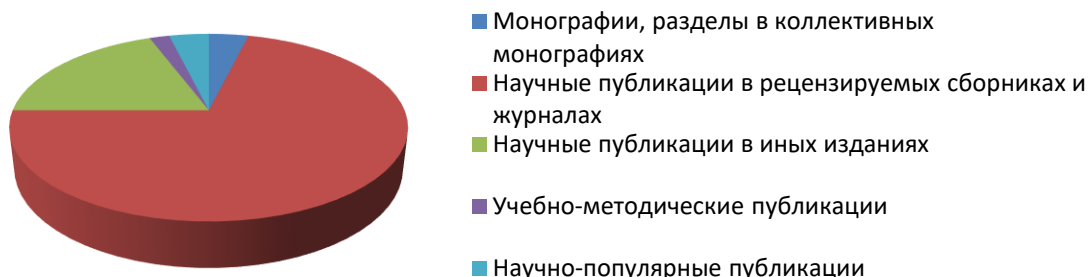 Монографии, разделы в коллективных
монографиях
Научные публикации в рецензируемых сборниках и
журналах
Научные публикации в иных изданиях
Учебно-методические публикации
Научно-популярные публикации